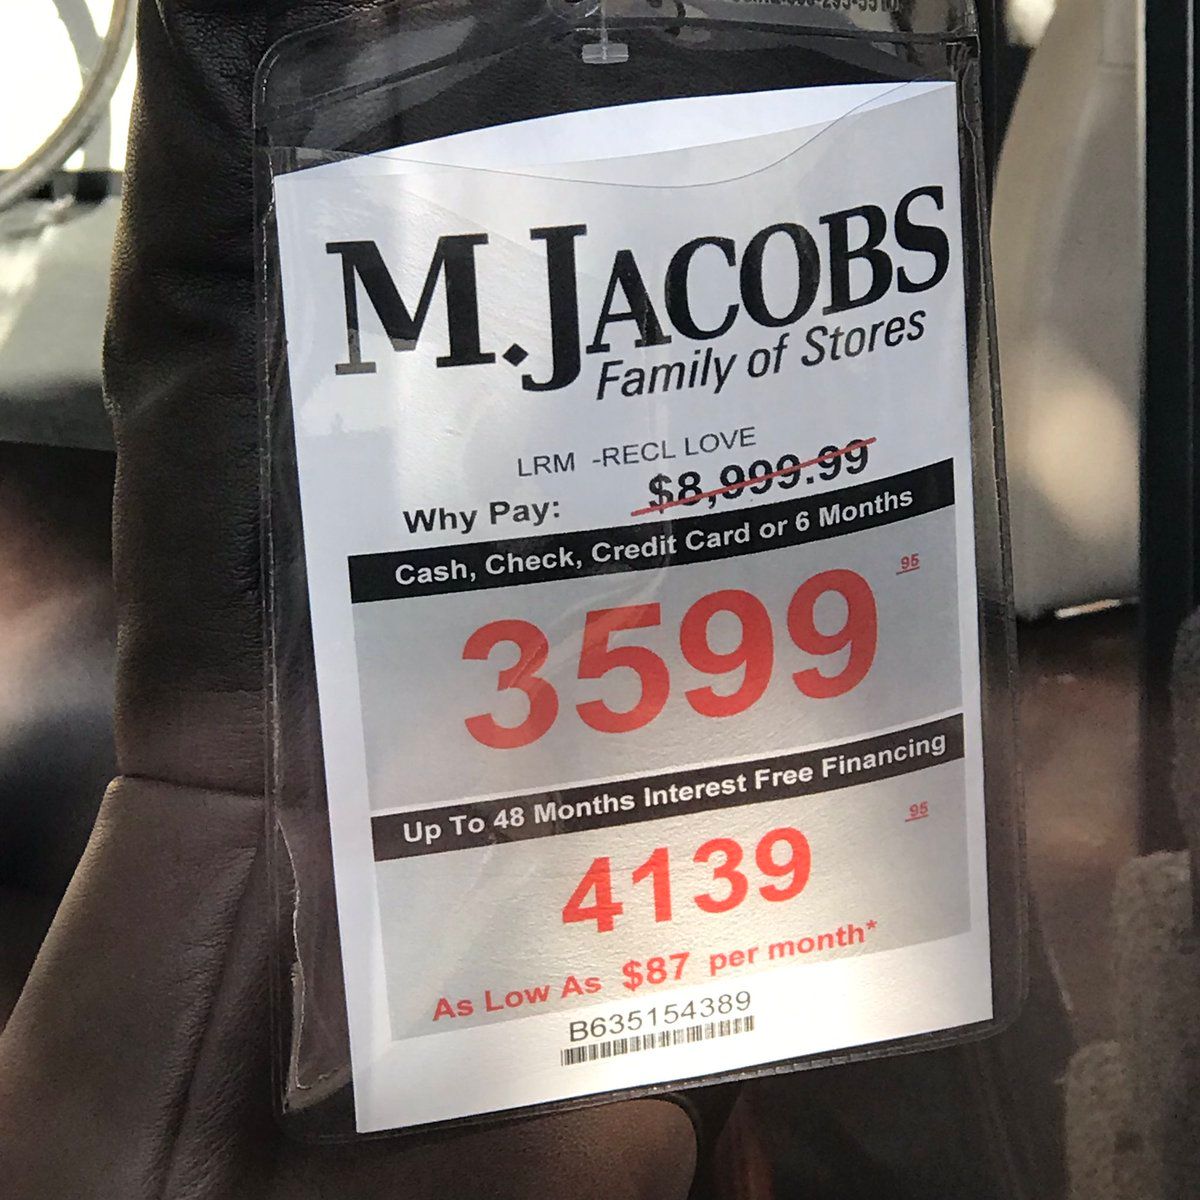 M.JACOBS
Family of Stores
LRM -RECL LOVE
Why Pay: $8,999.99
Cash, Check, Credit Card or 6 Months
3599 95
Up To 48 Months Interest Free Financing
4139 95
As Low As $87 per month*
B635154389